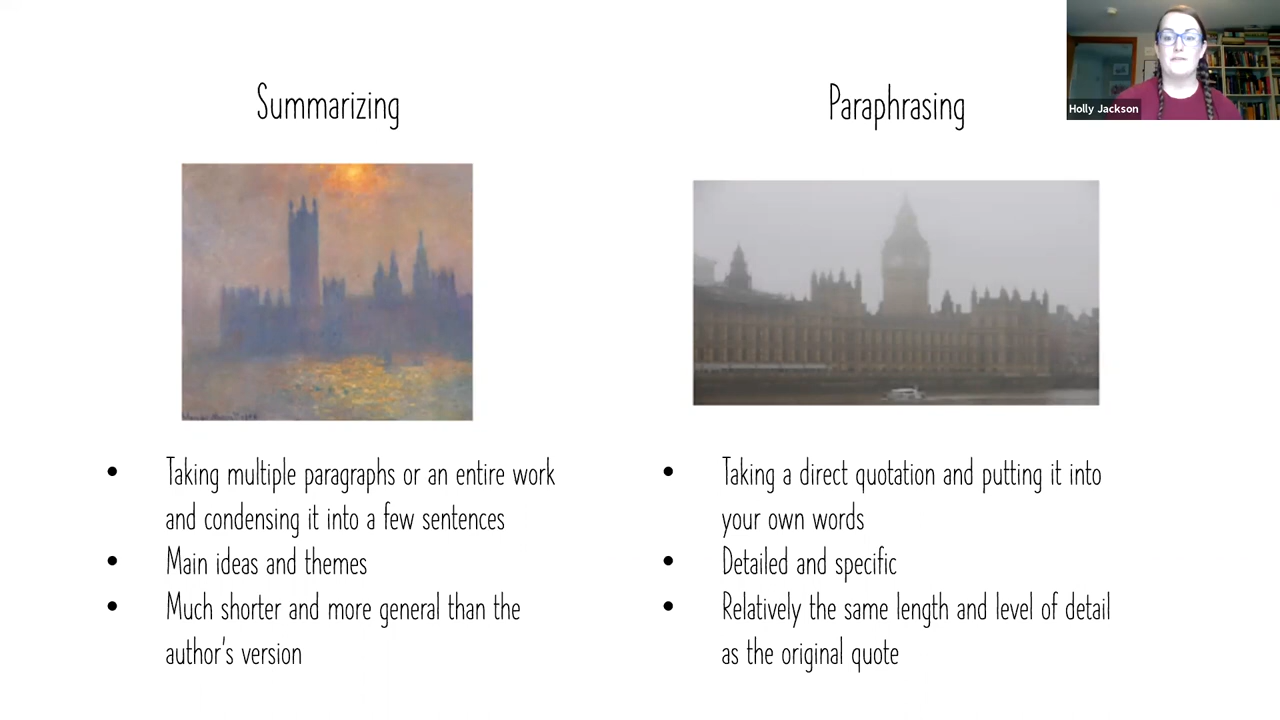 Summarizing
Paraphrasing
Holly Jackson
• Taking multiple paragraphs or an entire work
and condensing it into a few sentences
• Main ideas and themes
• Much shorter and more general than the
author's version
• Taking a direct quotation and putting it into
your own words
• Detailed and specific
• Relatively the same length and level of detail
as the original quote